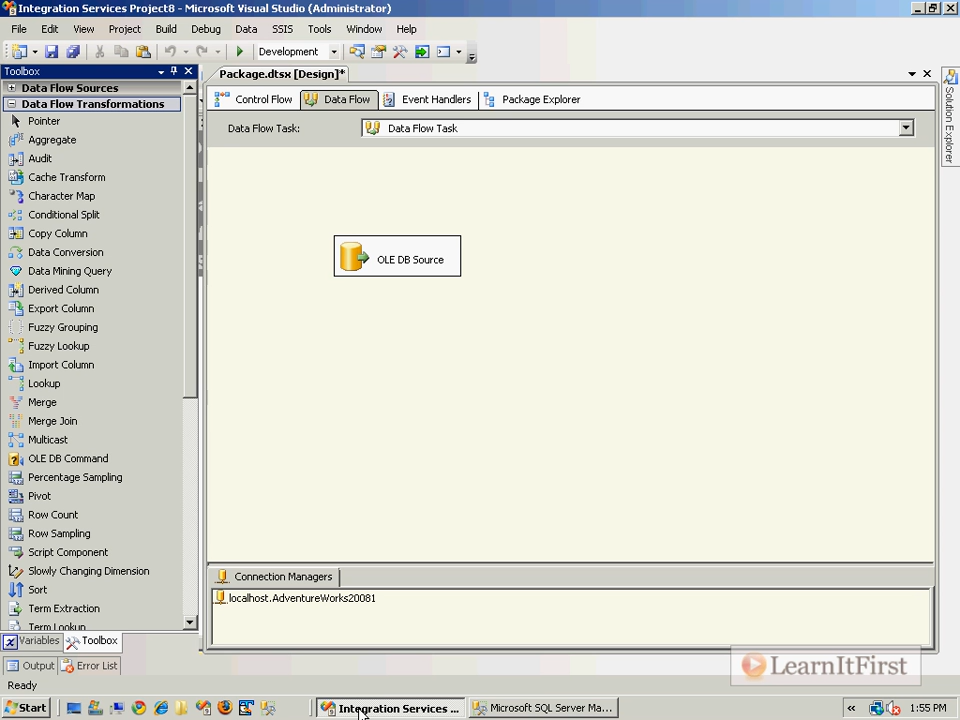 Integration Services Project8 - Microsoft Visual Studio (Administrator)
File Edit View Project Build Debug Data SSIS Tools Window Help
Development
Toolbox
Data Flow Sources
Data Flow Transformations
Pointer
Aggregate
Audit
Cache Transform
Character Map
Conditional Split
Copy Column
Data Conversion
Data Mining Query
Derived Column
Export Column
Fuzzy Grouping
Fuzzy Lookup
Import Column
Lookup
Merge
Merge Join
Multicast
OLE DB Command
Percentage Sampling
Pivot
Row Count
Row Sampling
Script Component
Slowly Changing Dimension
Sort
Term Extraction
Term Lookup
Variables Toolbox
Output Error List
Ready
Package.dtsx [Design]*
Control Flow Data Flow Event Handlers Package Explorer
Data Flow Task: Data Flow Task
OLE DB Source
Connection Managers
localhost.AdventureWorks20081
Solution Explorer
LearnItFirst
Start Integration Services ... Microsoft SQL Server Ma... « 1:55 PM